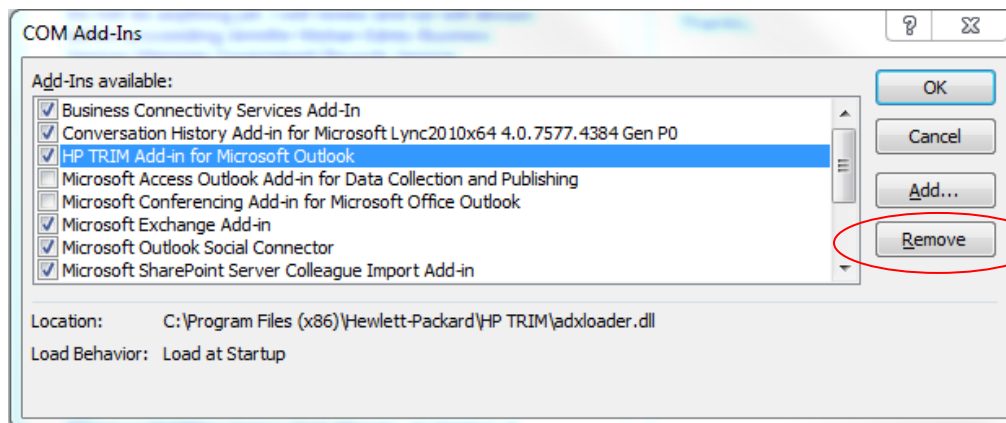 COM Add-Ins
?
Add-Ins available:
Business Connectivity Services Add-In
Conversation History Add-in for Microsoft Lync2010x64 4.0.7577.4384 Gen P0
HP TRIM Add-in for Microsoft Outlook
Microsoft Access Outlook Add-in for Data Collection and Publishing
Microsoft Conferencing Add-in for Microsoft Office Outlook
Microsoft Exchange Add-in
Microsoft Outlook Social Connector
Microsoft SharePoint Server Colleague Import Add-in
OK
Cancel
Add...
Remove
Location: C:\Program Files (x86)\Hewlett-Packard\HP TRIM\adxloader.dll
Load Behavior: Load at Startup